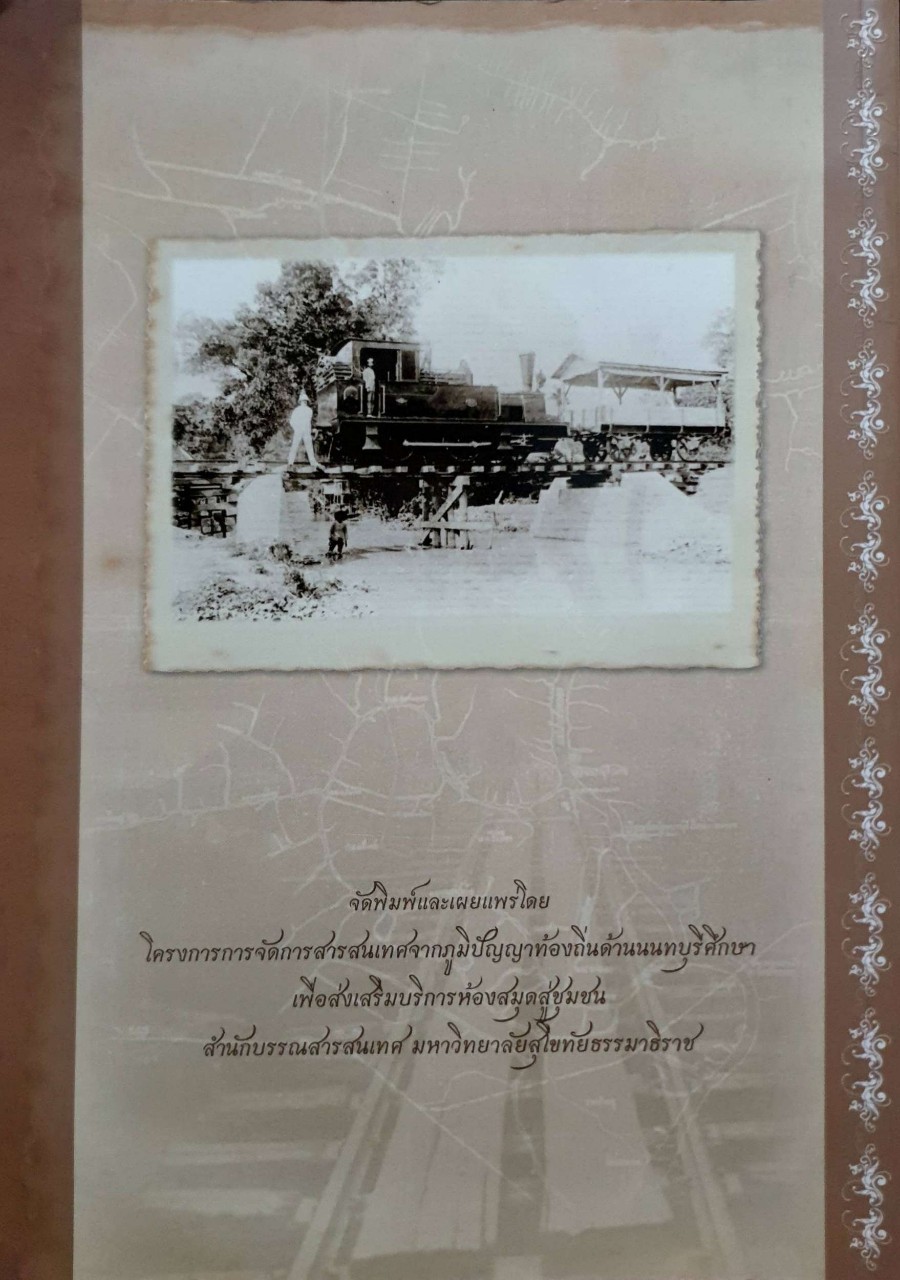 จัดพิมพ์และเผยแพร่โดย
โครงการการจัดการสารสนเทศจากภูมิปัญญาท้องถิ่นด้านนนทบุรีศึกษา
เพื่อส่งเสริมบริการห้องสมุดสู่ชุมชน
สำนักบรรณสารสนเทศ มหาวิทยาลัยสุโขทัยธรรมาธิราช